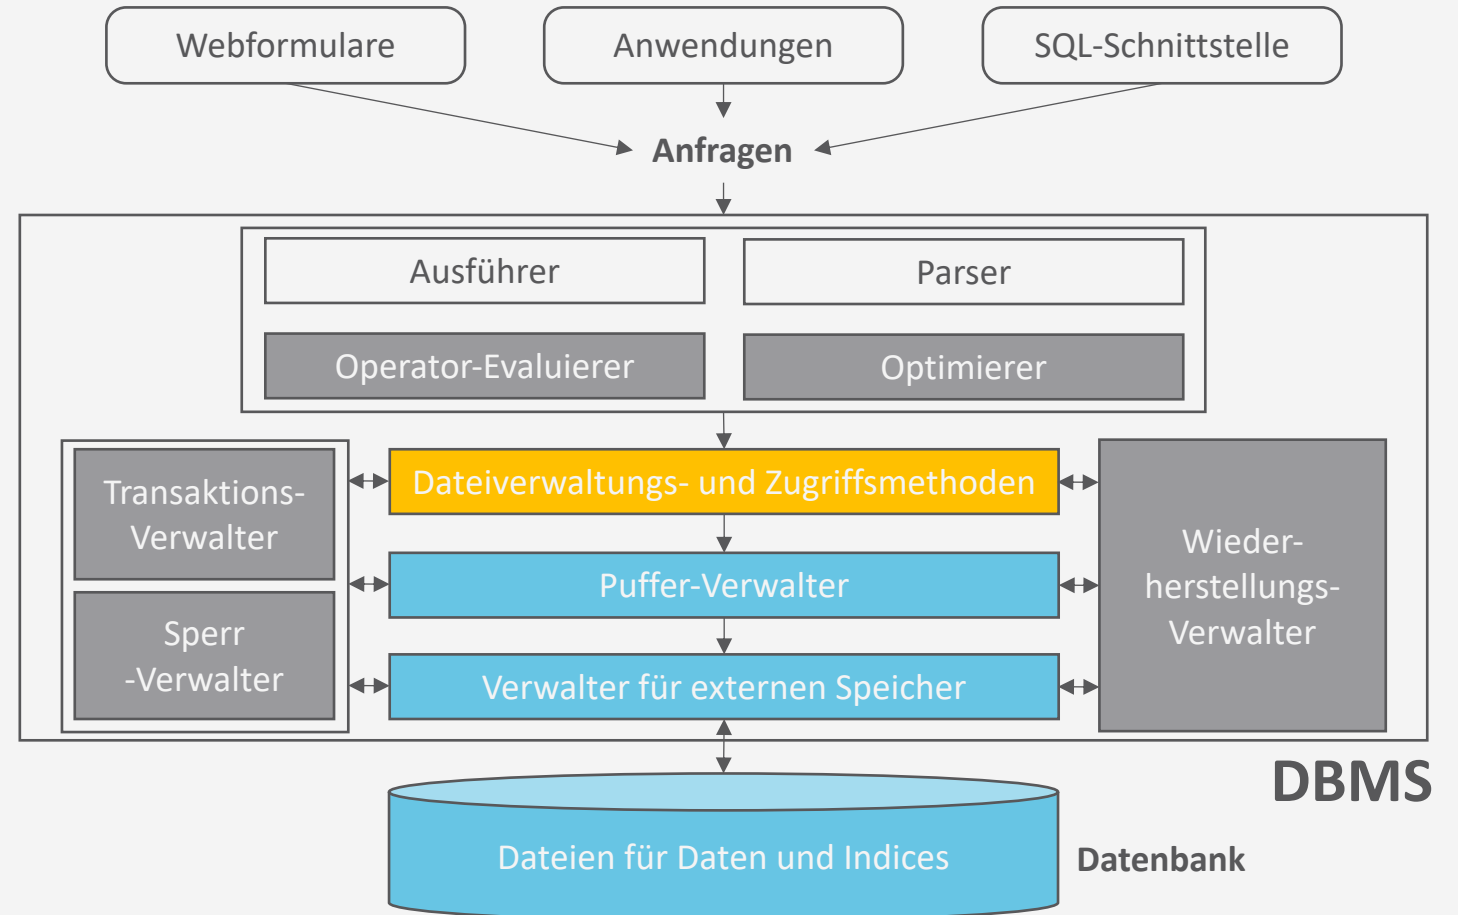 Webformulare
Anwendungen
SQL-Schnittstelle
Anfragen
Ausführer
Parser
Operator-Evaluierer
Optimierer
Transaktions-
Verwalter
Sperr
-Verwalter
Dateiverwaltungs- und Zugriffsmethoden
Puffer-Verwalter
Verwalter für externen Speicher
Wieder-
herstellungs-
Verwalter
DBMS
Dateien für Daten und Indices
Datenbank